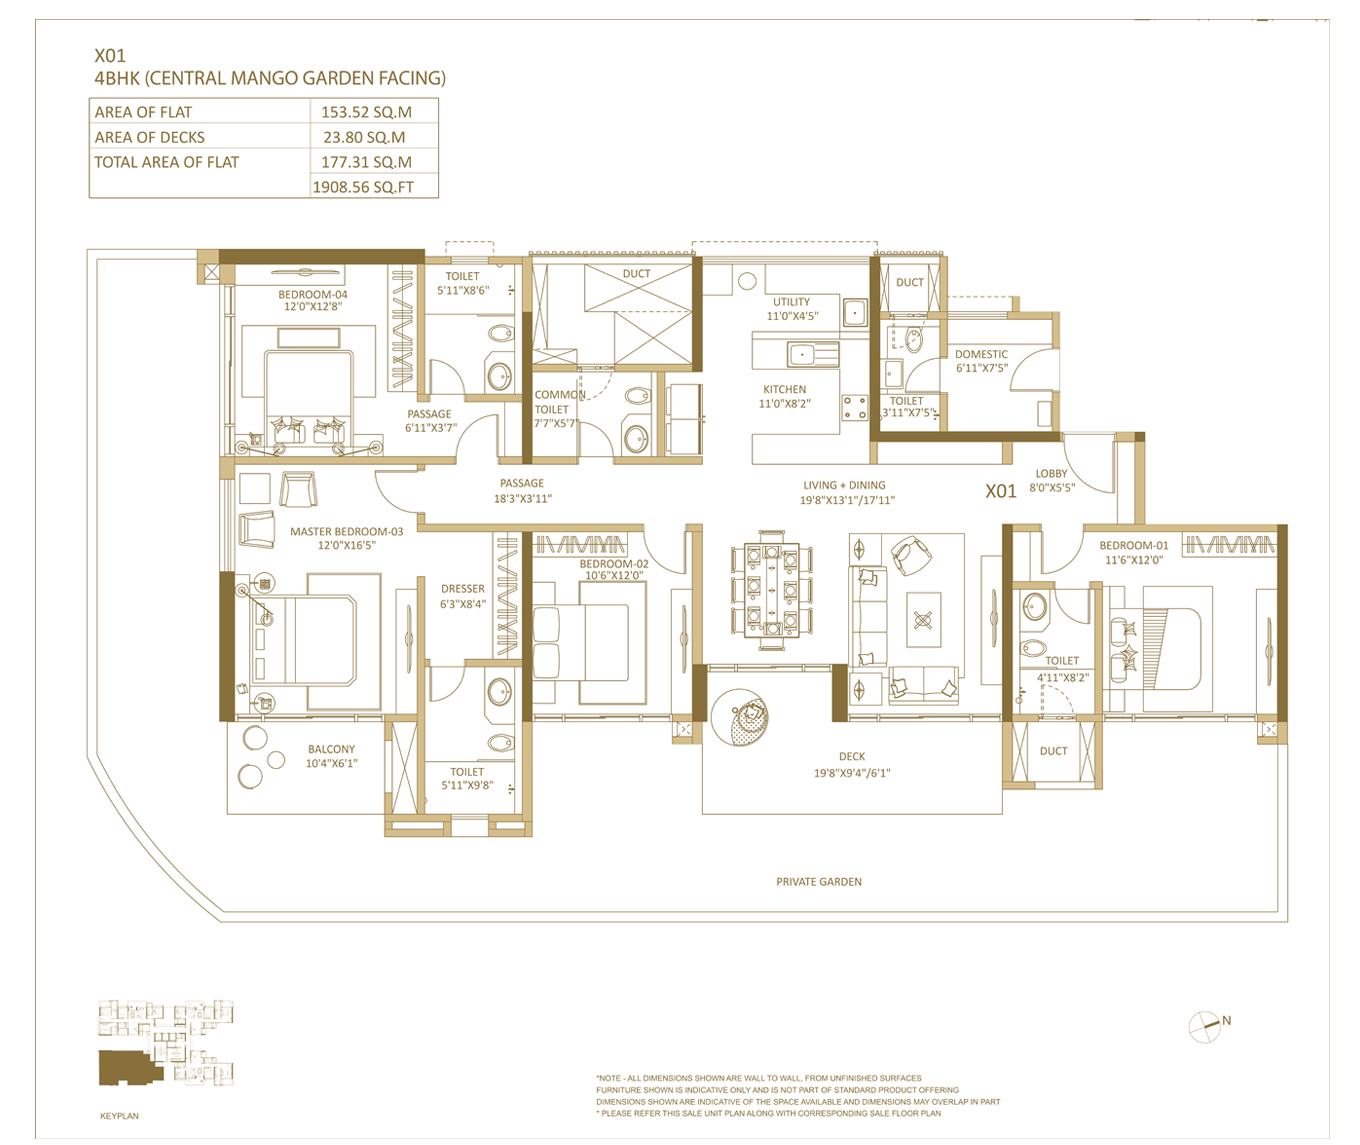 X01
4BHK (CENTRAL MANGO GARDEN FACING)
AREA OF FLAT 153.52 SQ.M
AREA OF DECKS 23.80 SQ.M
TOTAL AREA OF FLAT 177.31 SQ.M
1908.56 SQ.FT
BEDROOM-04
12'0"X12'8"
TOILET
5'11"X8'6"
DUCT
UTILITY
11'0"X4'5"
DUCT
DOMESTIC
6'11"X7'5"
TOILET
3'11"X7'5"
KITCHEN
11'0"X8'2"
COMMON
TOILET
7'7"X5'7"
PASSAGE
6'11"X3'7"
PASSAGE
18'3"X3'11"
LIVING + DINING
19'8"X13'1"/17'11"
X01
LOBBY
8'0"X5'5"
MASTER BEDROOM-03
12'0"X16'5"
DRESSER
6'3"X8'4"
BEDROOM-02
10'6"X12'0"
BEDROOM-01
11'6"X12'0"
TOILET
4'11"X8'2"
BALCONY
10'4"X6'1"
TOILET
5'11"X9'8"
DECK
19'8"X9'4"/6'1"
DUCT
PRIVATE GARDEN
N
KEYPLAN
*NOTE - ALL DIMENSIONS SHOWN ARE WALL TO WALL, FROM UNFINISHED SURFACES
FURNITURE SHOWN IS INDICATIVE ONLY AND IS NOT PART OF STANDARD PRODUCT OFFERING
DIMENSIONS SHOWN ARE INDICATIVE OF THE SPACE AVAILABLE AND DIMENSIONS MAY OVERLAP IN PART
* PLEASE REFER THIS SALE UNIT PLAN ALONG WITH CORRESPONDING SALE FLOOR PLAN